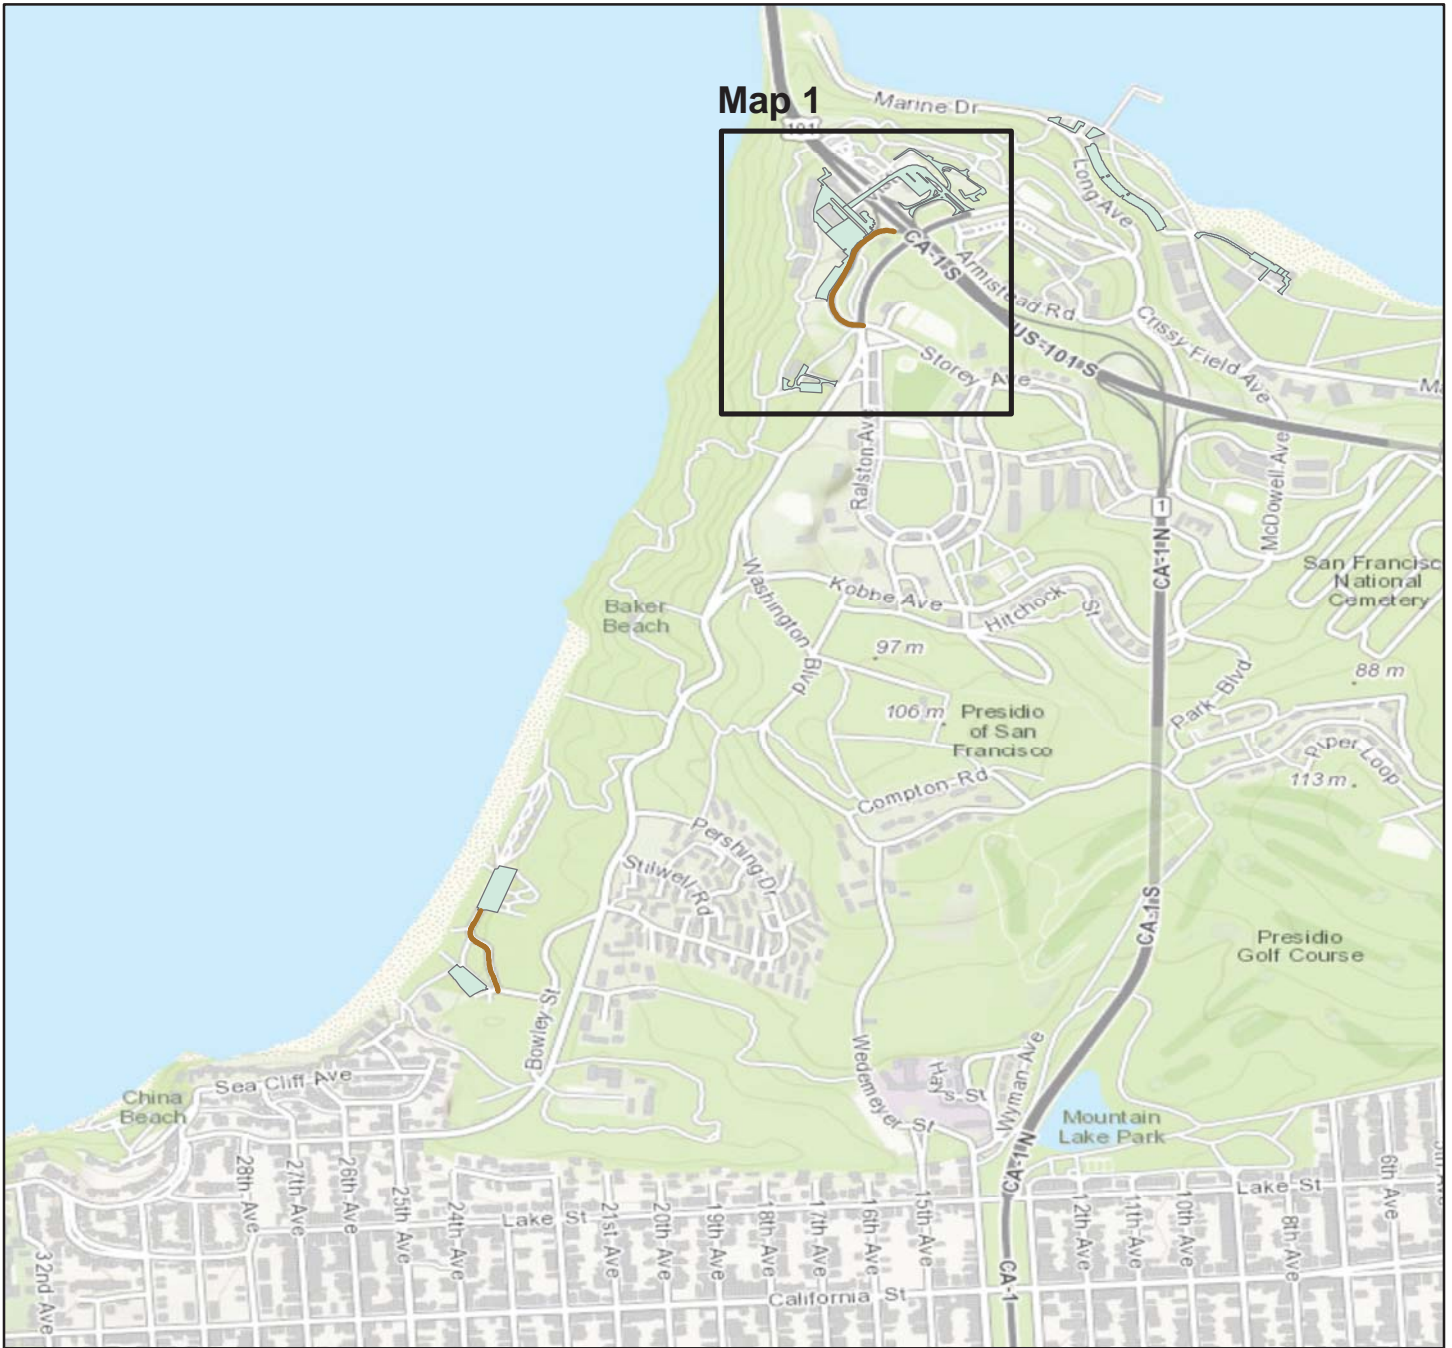 Map 1
Marine Dr
101
Long Ave
CA-1 S
Armistead Rd
US-101 S
Crissy Field Ave
Storey Ave
Ralston Ave
McDowell Ave
1
CA-1 N
San Francisc
National
Cemetery
Baker
Beach
Washington Blvd
Kobbe Ave
Hitchcock St
97 m
88 m
Park Blvd
106 m
Presidio
of San
Francisco
Piper Loop
113 m
Compton Rd
Pershing Dr
Stilwell Rd
CA-1 S
Presidio
Golf Course
Bowley St
Wedemeyer St
Hays St
Wyman Ave
Sea Cliff Ave
China
Beach
Mountain
Lake Park
CA-1 N
28th Ave
27th Ave
26th Ave
25th Ave
24th Ave
Lake St
21st Ave
20th Ave
19th Ave
18th Ave
17th Ave
16th Ave
15th Ave
12th Ave
11th Ave
10th Ave
Lake St
8th Ave
6th Ave
32nd Ave
California St
CA-1